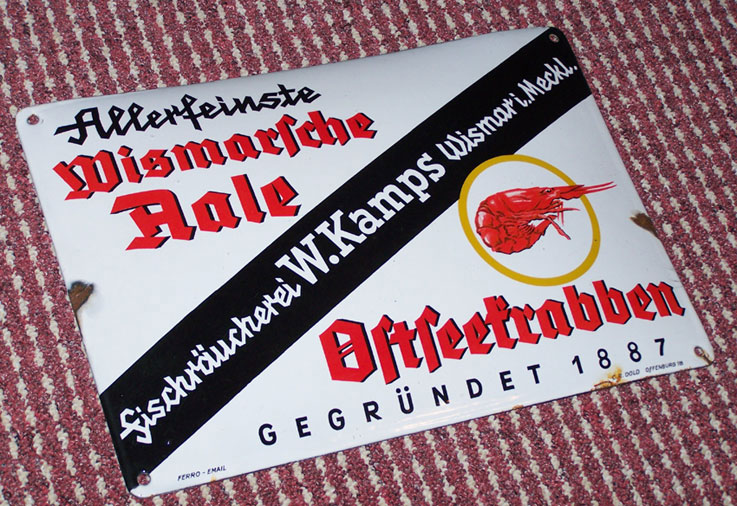 Allerfeinste
Wismarſche
Aale
Fischräucherei W. Kamps Wismar i. Meckl.
Oſtſeekrabben
GEGRÜNDET 1887
FERRO-EMAIL
DOLD OFFENBURG